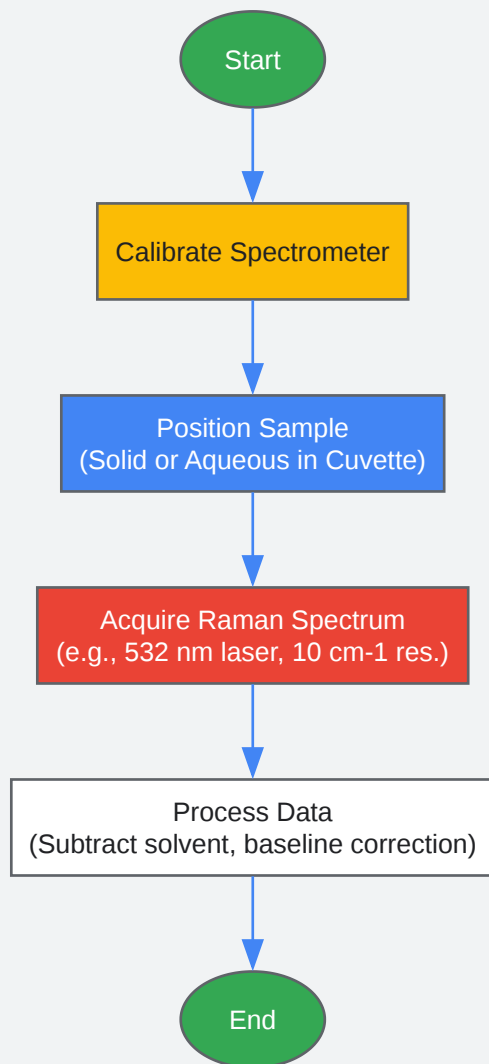 Start
Calibrate Spectrometer
Position Sample
(Solid or Aqueous in Cuvette)
Acquire Raman Spectrum
(e.g., 532 nm laser, 10 cm-1 res.)
Process Data
(Subtract solvent, baseline correction)
End